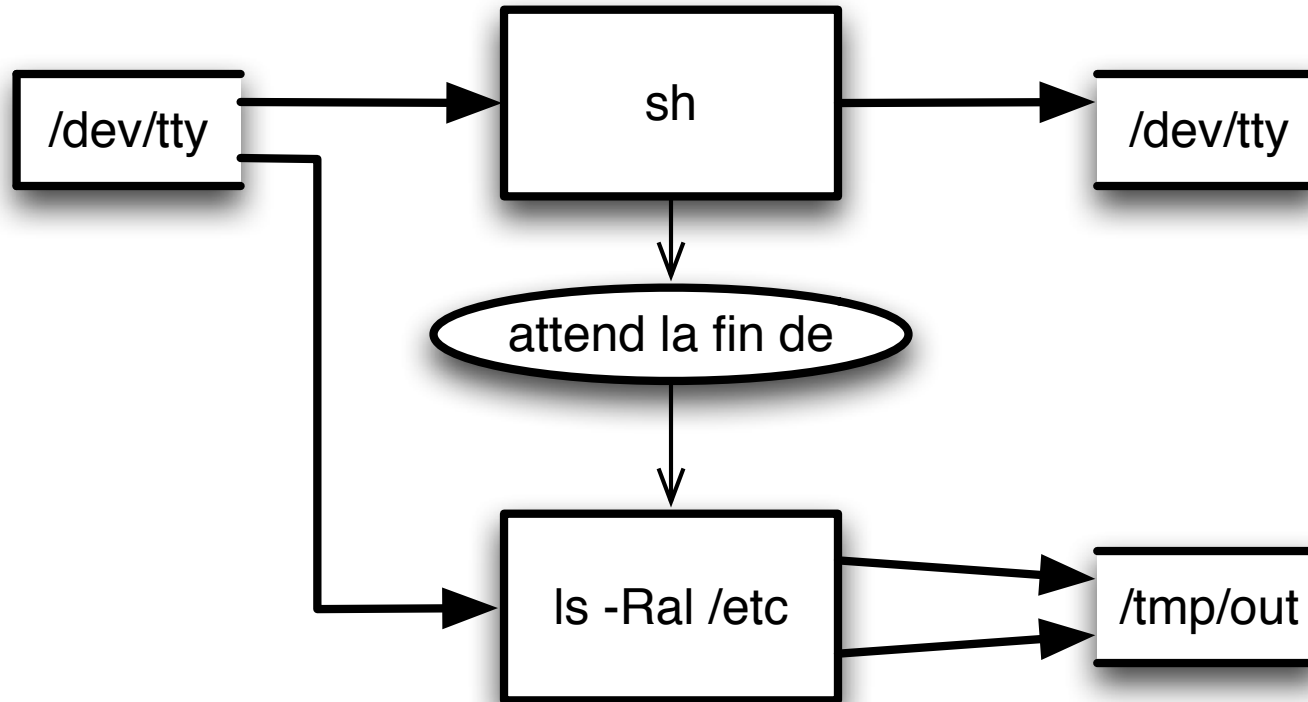 /dev/tty
sh
/dev/tty
attend la fin de
ls -Ral /etc
/tmp/out